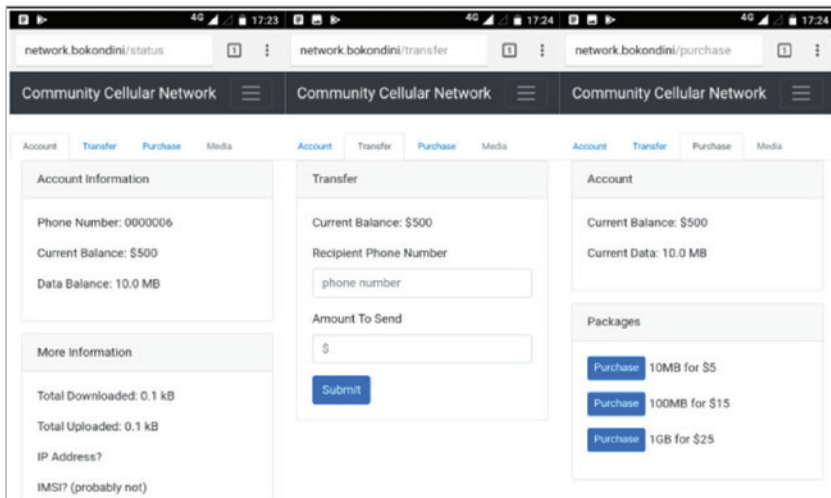 4G 17:23
network.bokondini/status 1
Community Cellular Network
Account Transfer Purchase Media
Account Information
Phone Number: 0000006
Current Balance: $500
Data Balance: 10.0 MB
More Information
Total Downloaded: 0.1 kB
Total Uploaded: 0.1 kB
IP Address?
IMSI? (probably not)
4G 17:24
network.bokondini/transfer 1
Community Cellular Network
Account Transfer Purchase Media
Transfer
Current Balance: $500
Recipient Phone Number
phone number
Amount To Send
$
Submit
4G 17:24
network.bokondini/purchase 1
Community Cellular Network
Account Transfer Purchase Media
Account
Current Balance: $500
Current Data: 10.0 MB
Packages
Purchase 10MB for $5
Purchase 100MB for $15
Purchase 1GB for $25